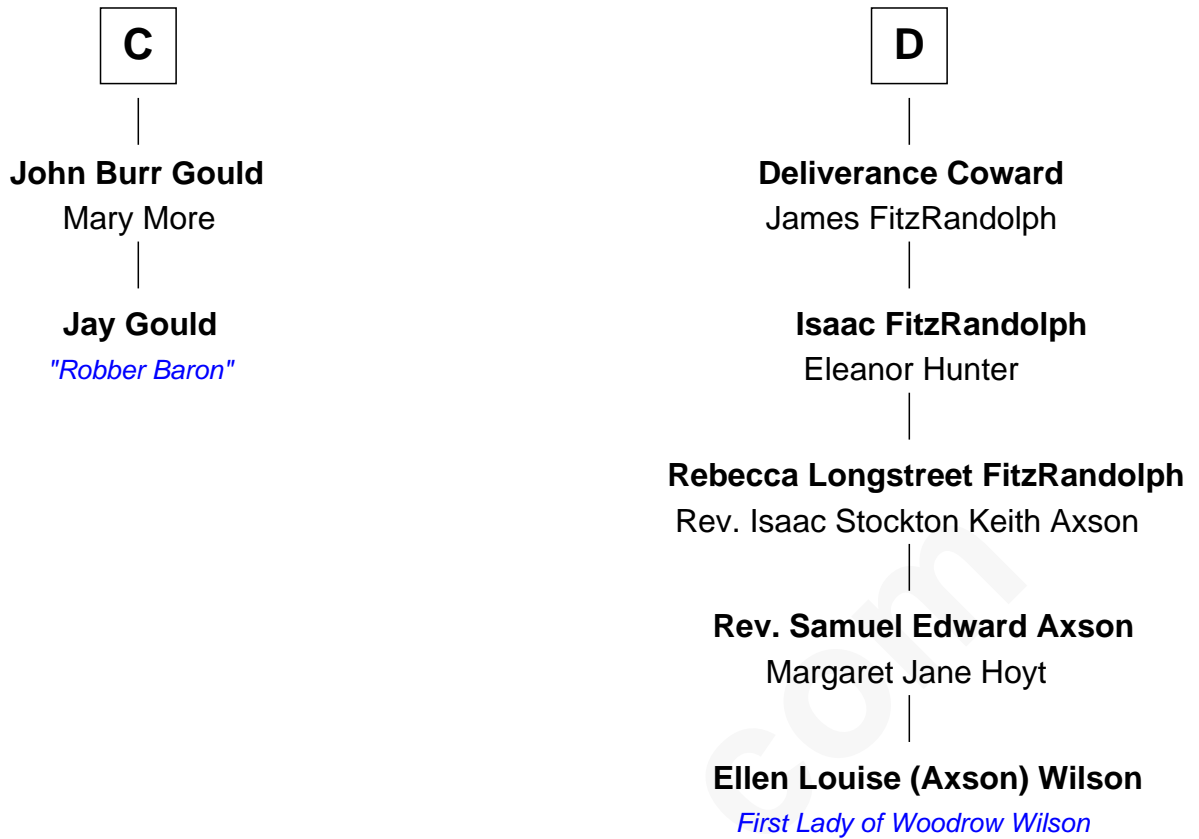 C
John Burr Gould
Mary More
Jay Gould
"Robber Baron"
D
Deliverance Coward
James FitzRandolph
Isaac FitzRandolph
Eleanor Hunter
Rebecca Longstreet FitzRandolph
Rev. Isaac Stockton Keith Axson
Rev. Samuel Edward Axson
Margaret Jane Hoyt
Ellen Louise (Axson) Wilson
First Lady of Woodrow Wilson
com